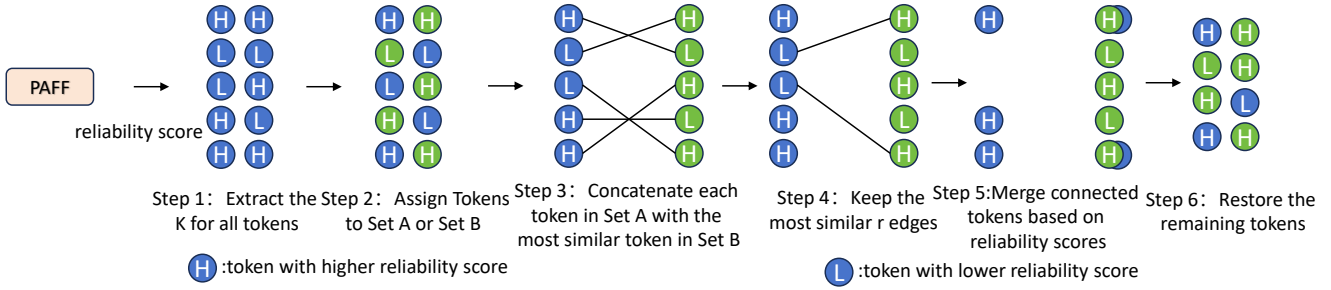 H H H H H H H H H H H H
L L L L L L L L L L H
PAFF L H L H L H L H H H L
reliability score H L H L H L H L H L H H
H H H H H H H H H H
Step 1：Extract the
K for all tokens
Step 2：Assign Tokens
to Set A or Set B
Step 3：Concatenate each
token in Set A with the
most similar token in Set B
Step 4：Keep the
most similar r edges
Step 5:Merge connected
tokens based on
reliability scores
Step 6：Restore the
remaining tokens
H :token with higher reliability score
L :token with lower reliability score